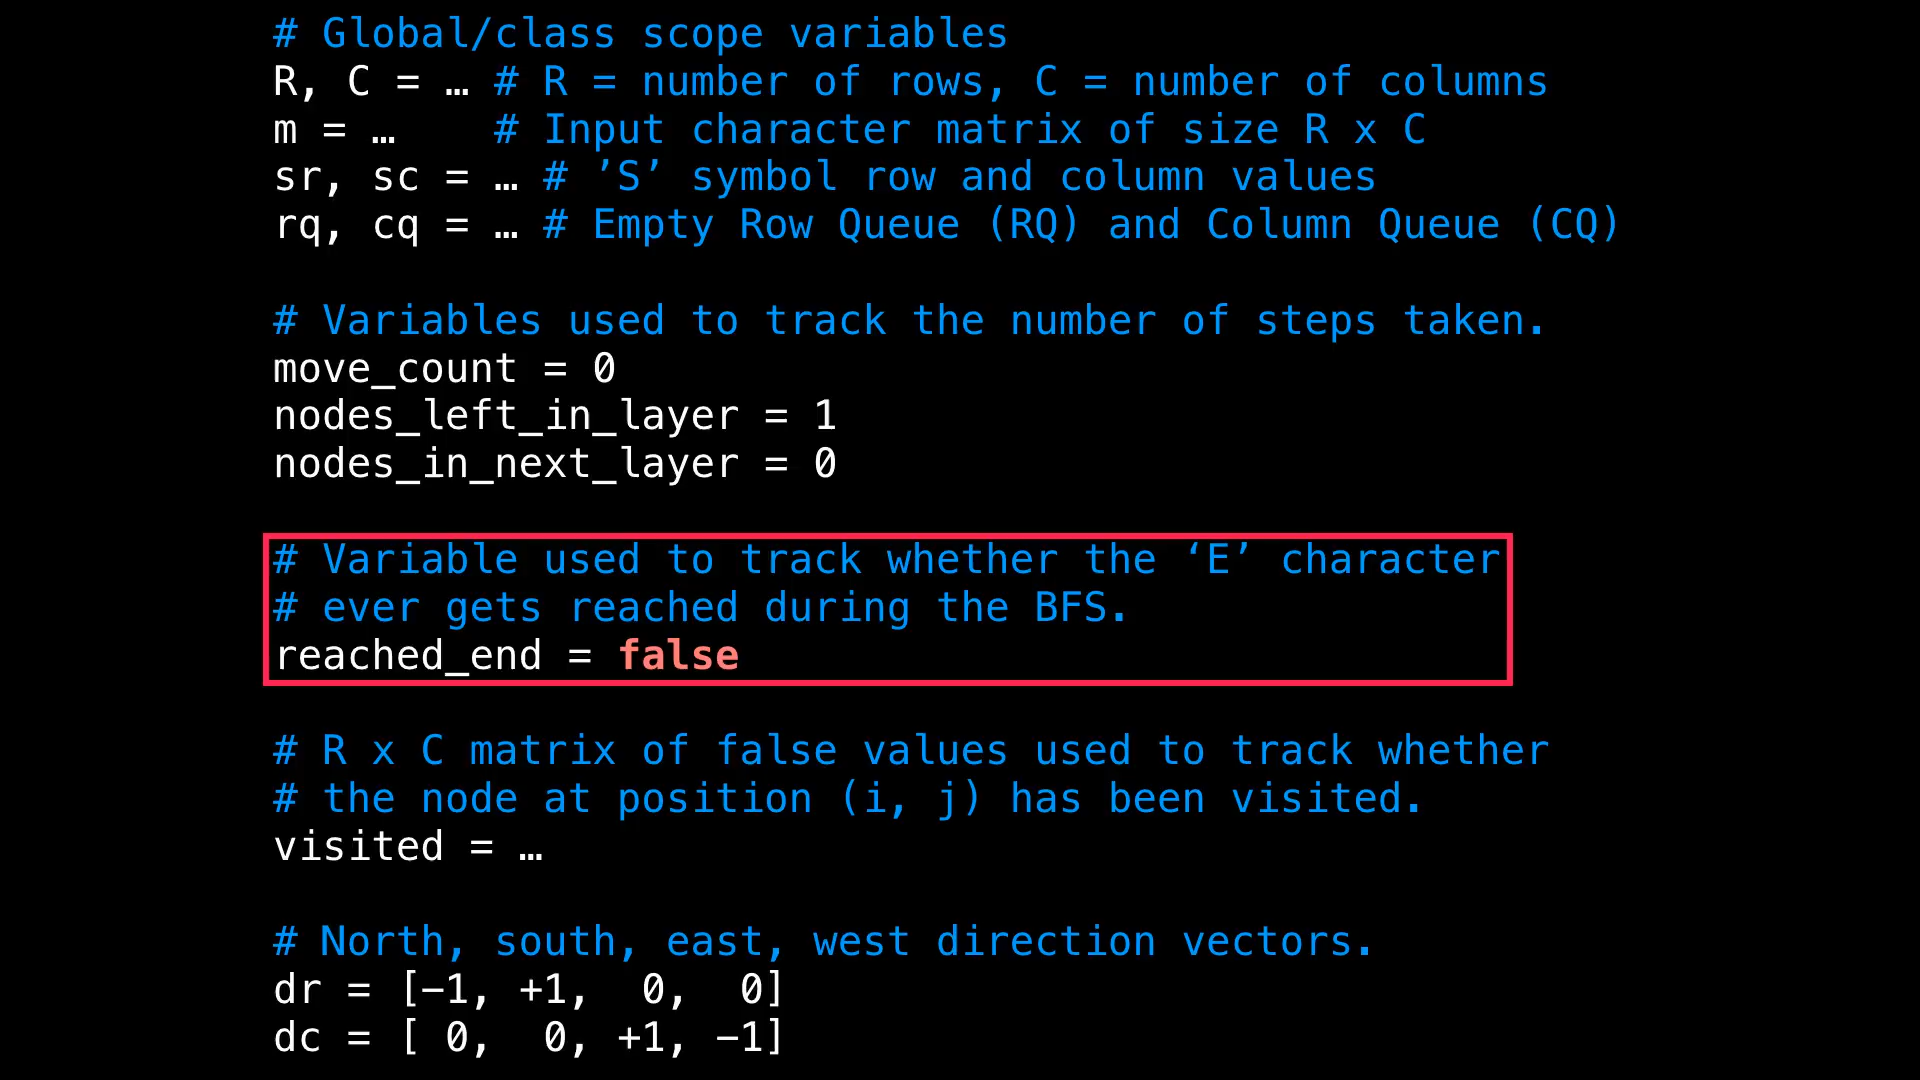 # Global/class scope variables
R, C = … # R = number of rows, C = number of columns
m = …    # Input character matrix of size R x C
sr, sc = … # ’S’ symbol row and column values
rq, cq = … # Empty Row Queue (RQ) and Column Queue (CQ)
# Variables used to track the number of steps taken.
move_count = 0
nodes_left_in_layer = 1
nodes_in_next_layer = 0
# Variable used to track whether the ‘E’ character
# ever gets reached during the BFS.
reached_end = false
# R x C matrix of false values used to track whether
# the node at position (i, j) has been visited.
visited = …
# North, south, east, west direction vectors.
dr = [−1, +1,  0,  0]
dc = [ 0,  0, +1, −1]